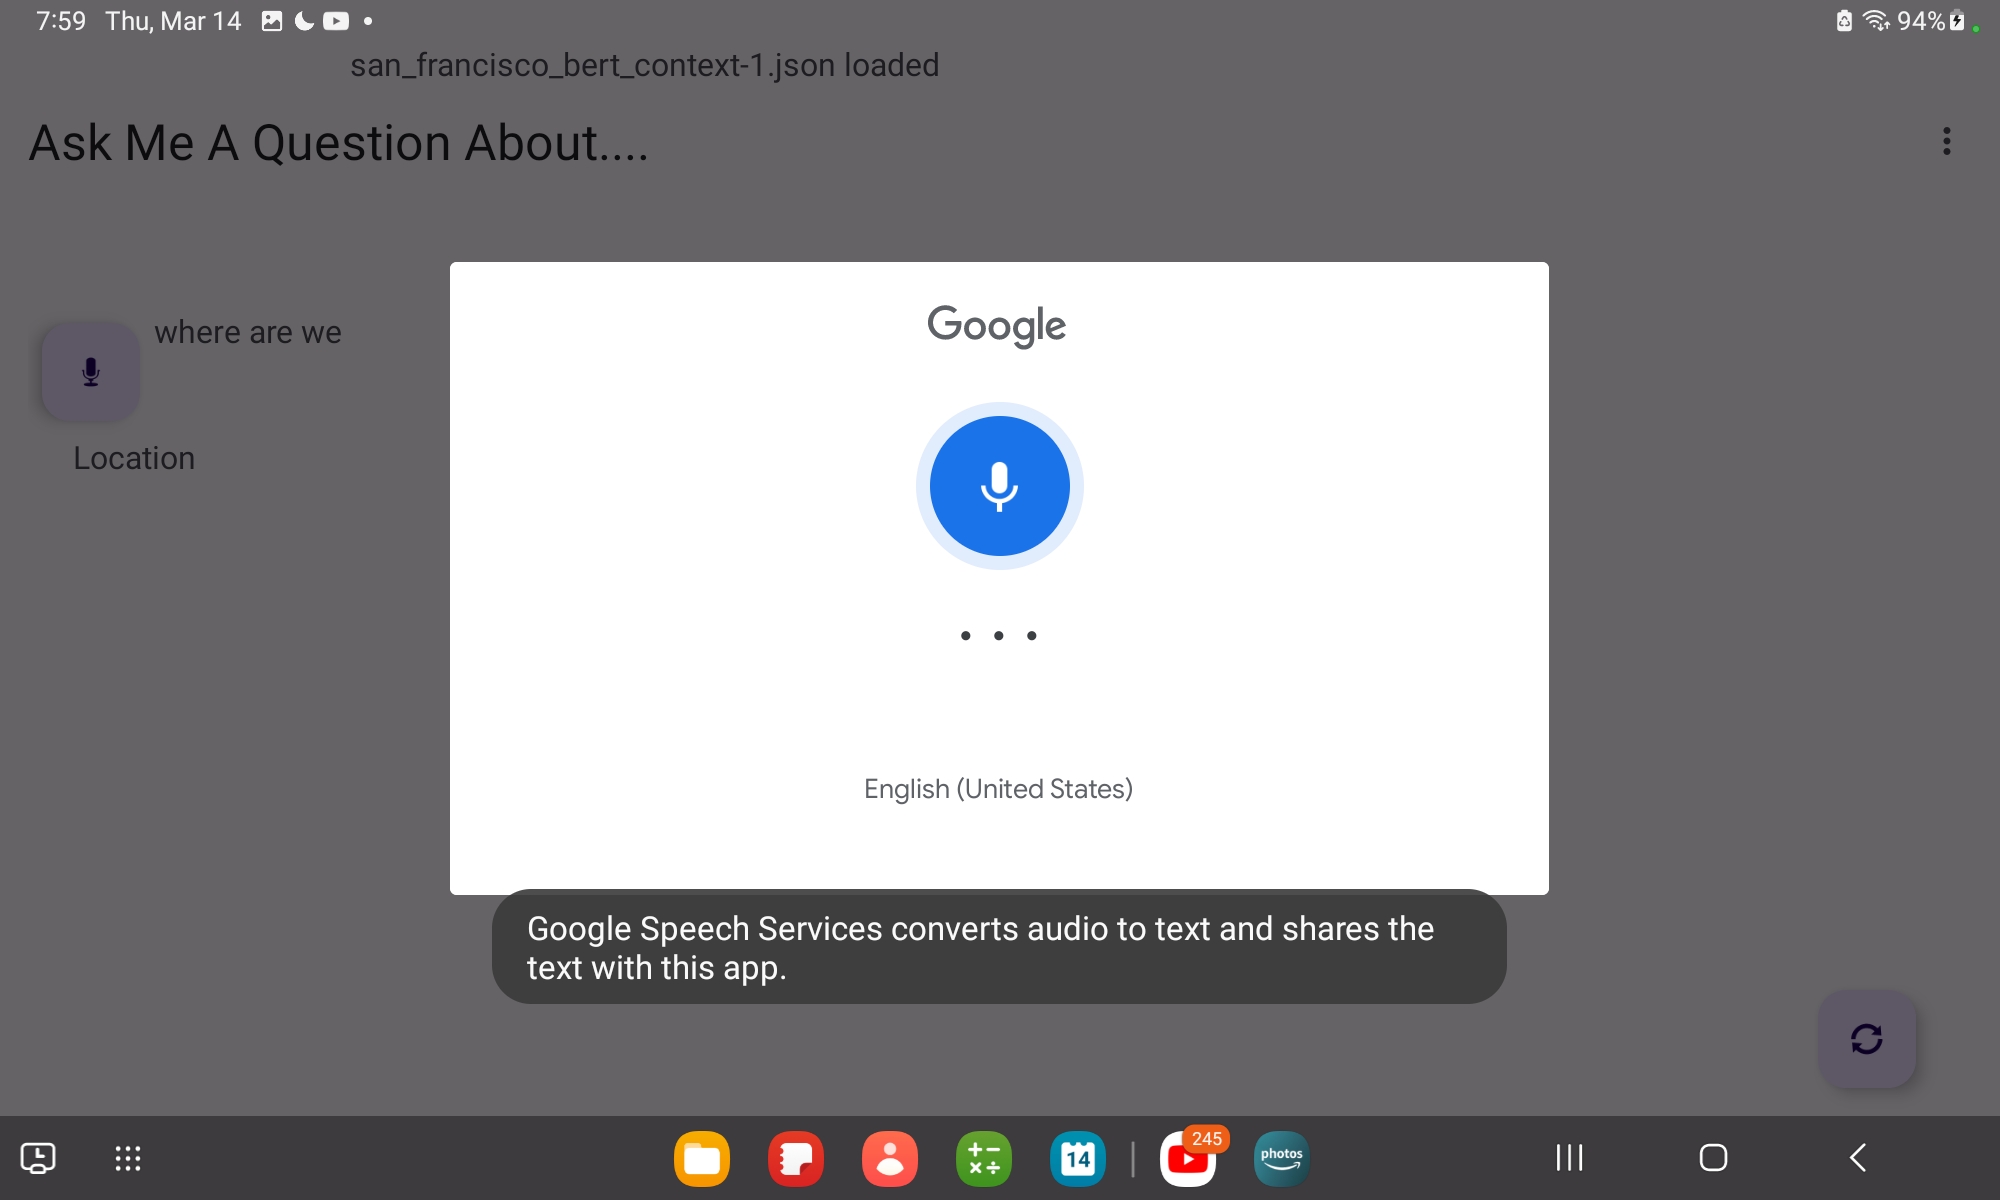 7:59 Thu, Mar 14
94%
san_francisco_bert_context-1.json loaded
Ask Me A Question About....
where are we
Location
Google
English (United States)
Google Speech Services converts audio to text and shares the
text with this app.
14
245
photos